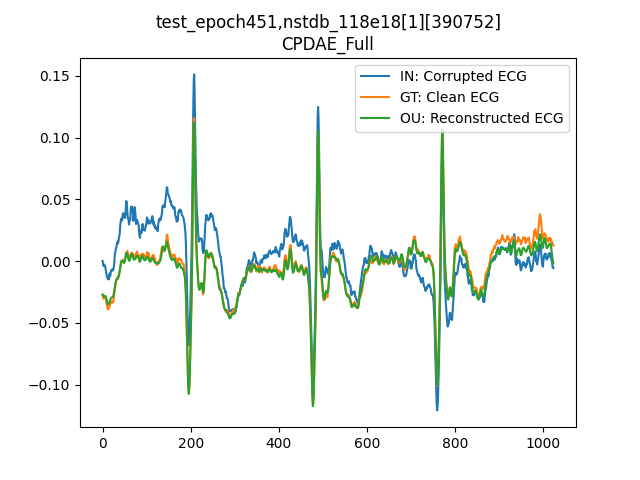 test_epoch451,nstdb_118e18[1][390752]
CPDAE_Full
IN: Corrupted ECG
GT: Clean ECG
OU: Reconstructed ECG
0.15
0.10
0.05
0.00
−0.05
−0.10
0 200 400 600 800 1000